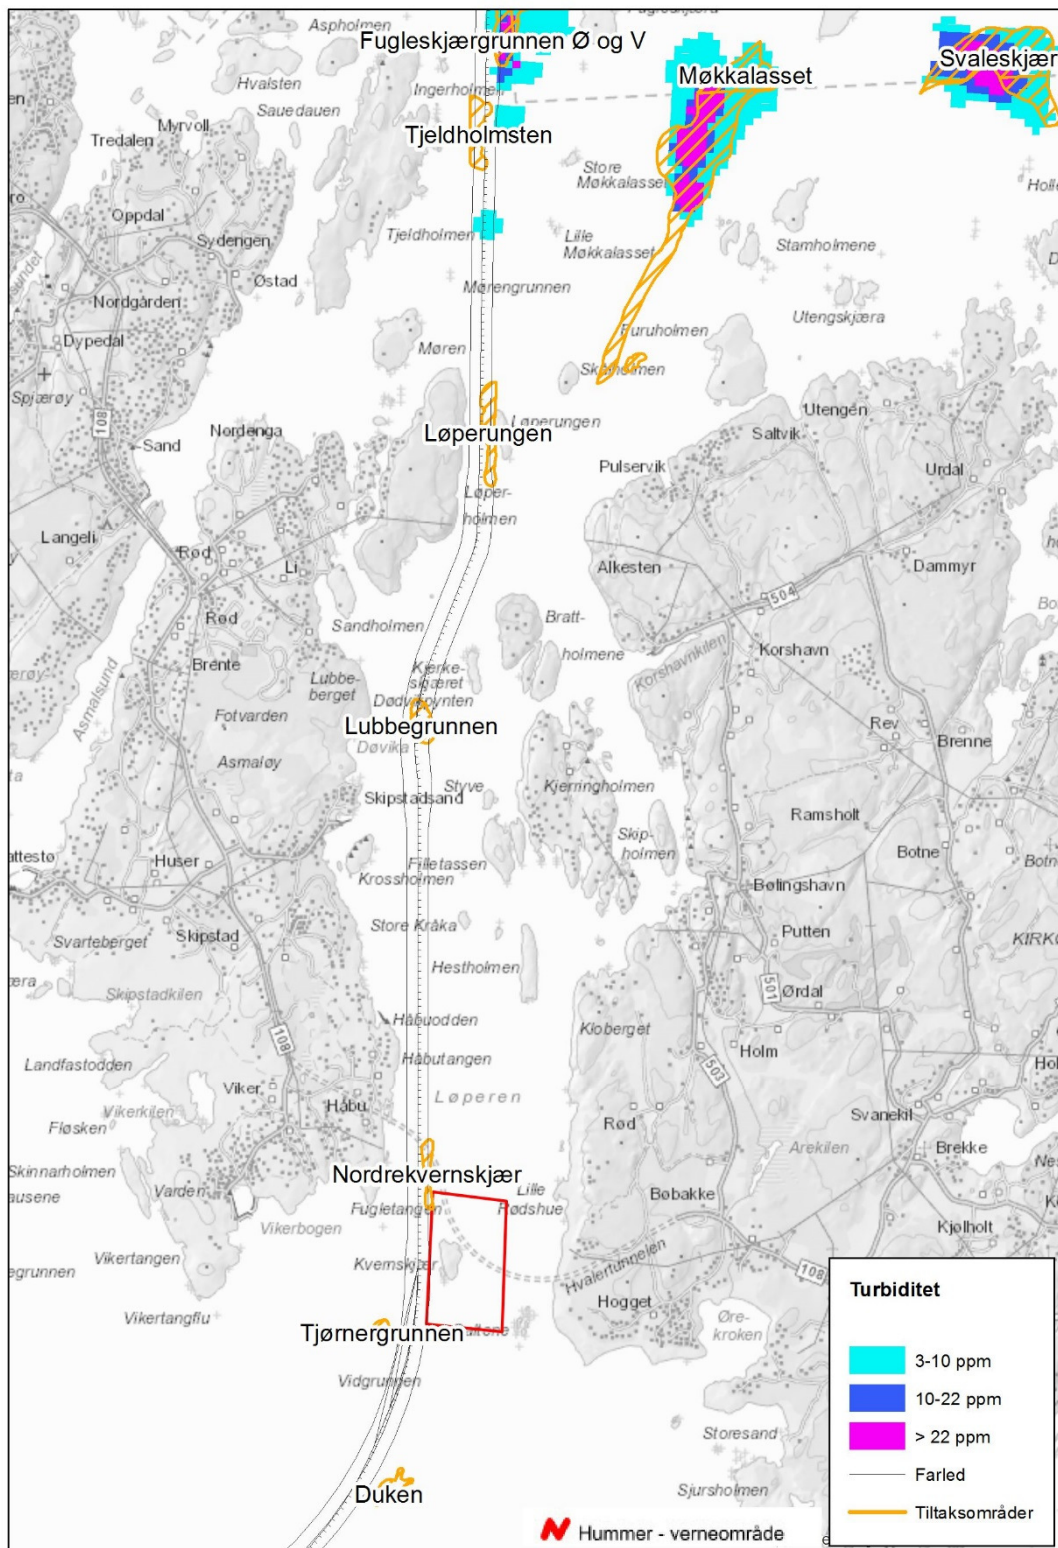 Aspholmen
Fugleskjærgrunnen Ø og V
Hvalsten
Ingerholmen
Sauedauen
Møkkalasset
Svaleskjær
Myrvoll
Tredalen
Tjeldholmsten
Store
Møkkalasset
Oppdal
Tjeldholmen
Lille
Møkkalasset
Stamholmene
Sydengen
Østad
Nordgården
Mørengrunnen
Utengskjæra
Dypedal
Møren
Furuholmen
Spjærøy
108
Sand
Nordenga
Løperungen
Løperungen
Utengen
Saltvik
Pulservik
Urdal
Løper-
holmen
Langeli
Rød
Li
Alkesten
Dammyr
504
Rød
Sandholmen
Bratt-
holmene
Korshavnkilen
Korshavn
Brente
Lubbe-
berget
Kjerke-
skjæret
Asmalsund
Fotvarden
Lubbegrunnen
Døvika
Rev
Brenne
Asmaløy
Styve
Kjerringholmen
Skipstadsand
Ramsholt
Skip-
holmen
Huser
Filletassen
Botne
Krossholmen
Bølingshavn
Store Kråka
Svarteberget
Skipstad
Putten
Hestholmen
Skipstadkilen
501
Ørdal
Håbuodden
Kloberget
108
Landfastodden
Håbutangen
Holm
Viker
Løperen
503
Håbu
Vikerkilen
Fløsken
Rød
Svanekil
Arekilen
Brekke
Skinnarholmen
Nordrekvernskjær
Varden
Lille
Rødshue
Bøbakke
Fugletangen
Vikerbogen
Kjølholt
Vikertangen
Kvernskjær
Hvalertunnelen
108
Hogget
Vikertangflu
Tjørnergrunnen
Øre-
kroken
Vidgrunnen
Storesand
Duken
Sjursholmen
Turbiditet
3-10 ppm
10-22 ppm
> 22 ppm
Farled
Tiltaksområder
Hummer - verneområde